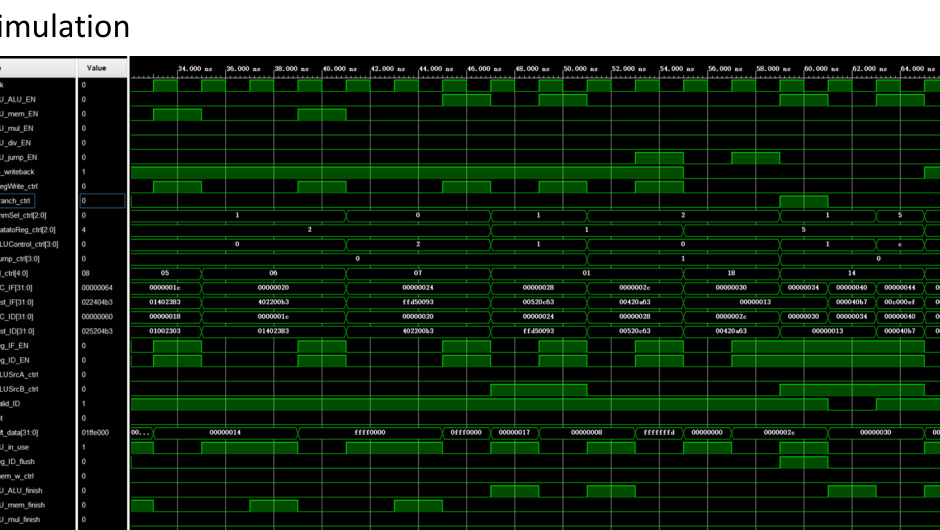 imulation
Value
34.000 ns 36.000 ns 38.000 ns 40.000 ns 42.000 ns 44.000 ns 46.000 ns 48.000 ns 50.000 ns 52.000 ns 54.000 ns 56.000 ns 58.000 ns 60.000 ns 62.000 ns 64.000 ns
k 0
U_ALU_EN 0
U_mem_EN 0
U_mul_EN 0
U_div_EN 0
U_jump_EN 0
_writeback 1
egWrite_ctrl 0
ranch_ctrl 0
mSel_ctrl[2:0] 0 1 0 1 2 1 5
atatoReg_ctrl[2:0] 4 2 1 5
LUControl_ctrl[3:0] 0 0 2 1 0 1 c
ump_ctrl[3:0] 0 0 1 0
_ctrl[4:0] 08 05 06 07 01 18 14
C_IF[31:0] 00000064 0000001c 00000020 00000024 00000028 0000002c 00000030 00000034 00000040 00000044
st_IF[31:0] 022404b3 01402383 402200b3 ffd50093 00520c63 00420a63 00000013 000040b7 00c000ef
C_ID[31:0] 00000060 00000018 0000001c 00000020 00000024 00000028 0000002c 00000030 00000034 00000040
st_ID[31:0] 025204b3 01002303 01402383 402200b3 ffd50093 00520c63 00420a63 00000013 000040b7
g_IF_EN 0
g_ID_EN 0
LUSrcA_ctrl 0
LUSrcB_ctrl 0
alid_ID 1
t 0
t_data[31:0] 01ffe000 00... 00000014 ffff0000 0fff0000 00000017 00000008 fffffffd 00000000 0000002c 00000030
U_in_use 1
g_ID_flush 0
em_w_ctrl 0
U_ALU_finish 0
U_mem_finish 0
U_mul_finish 0